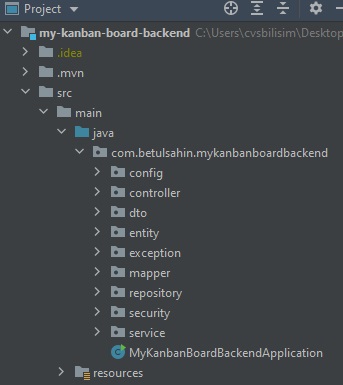 Project
my-kanban-board-backend C:\Users\cvsbilisim\Desktop
.idea
.mvn
src
main
java
com.betulsahin.mykanbanboardbackend
config
controller
dto
entity
exception
mapper
repository
security
service
MyKanbanBoardBackendApplication
resources